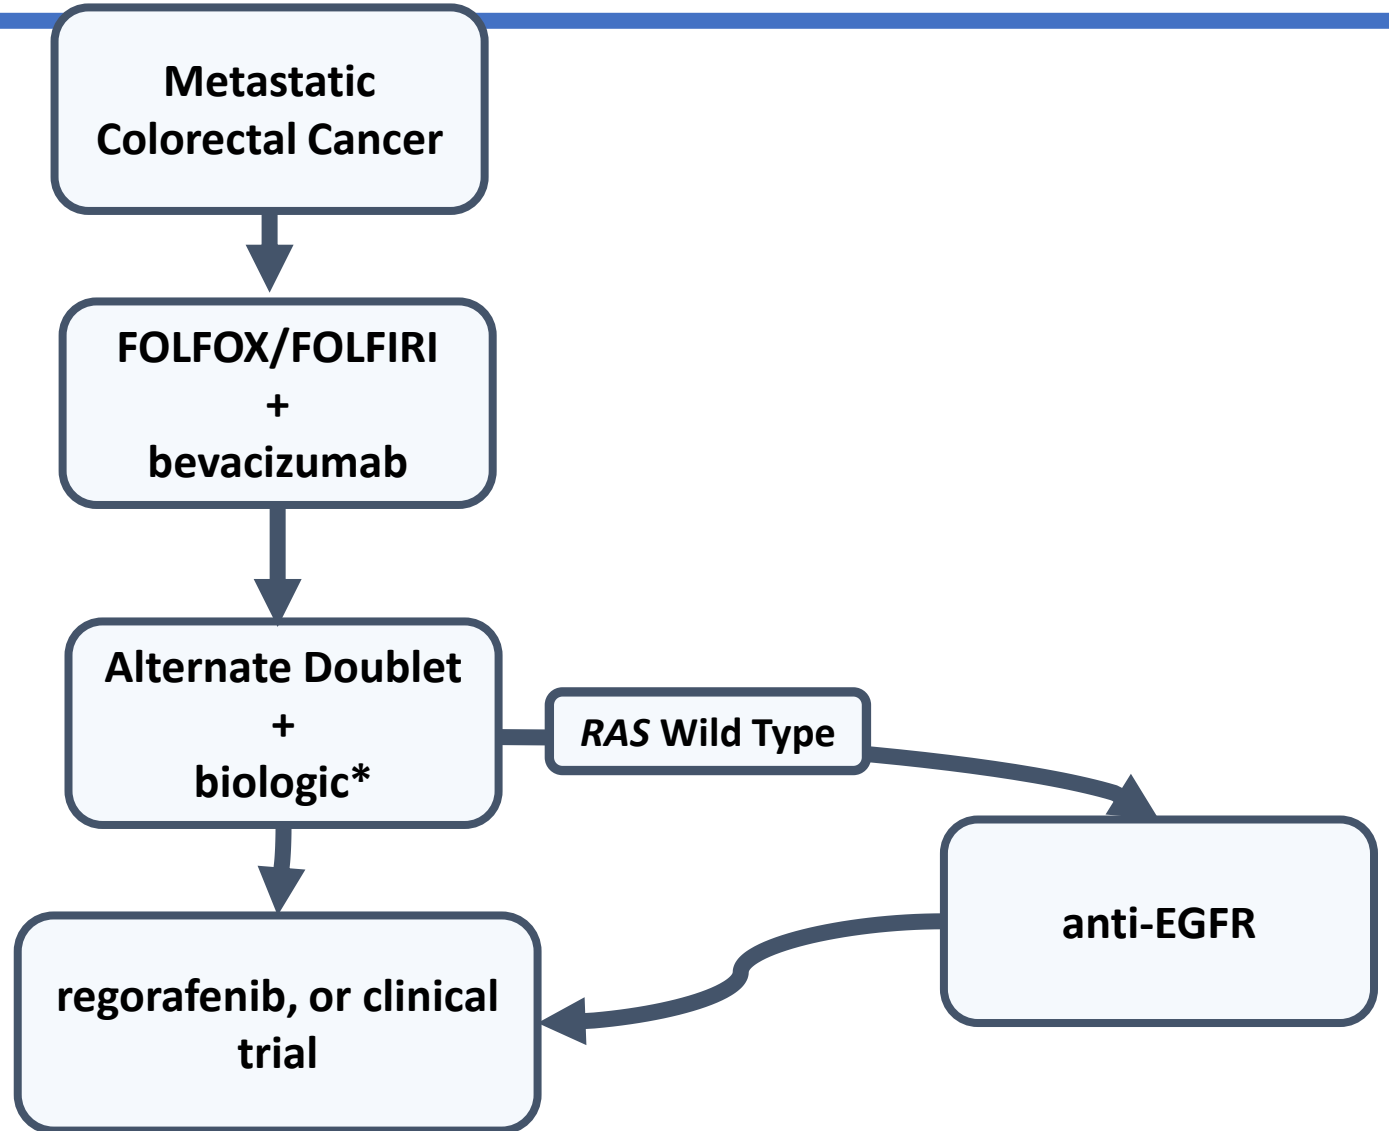 Metastatic
Colorectal Cancer
FOLFOX/FOLFIRI
+
bevacizumab
Alternate Doublet
+
biologic*
RAS Wild Type
anti-EGFR
regorafenib, or clinical
trial